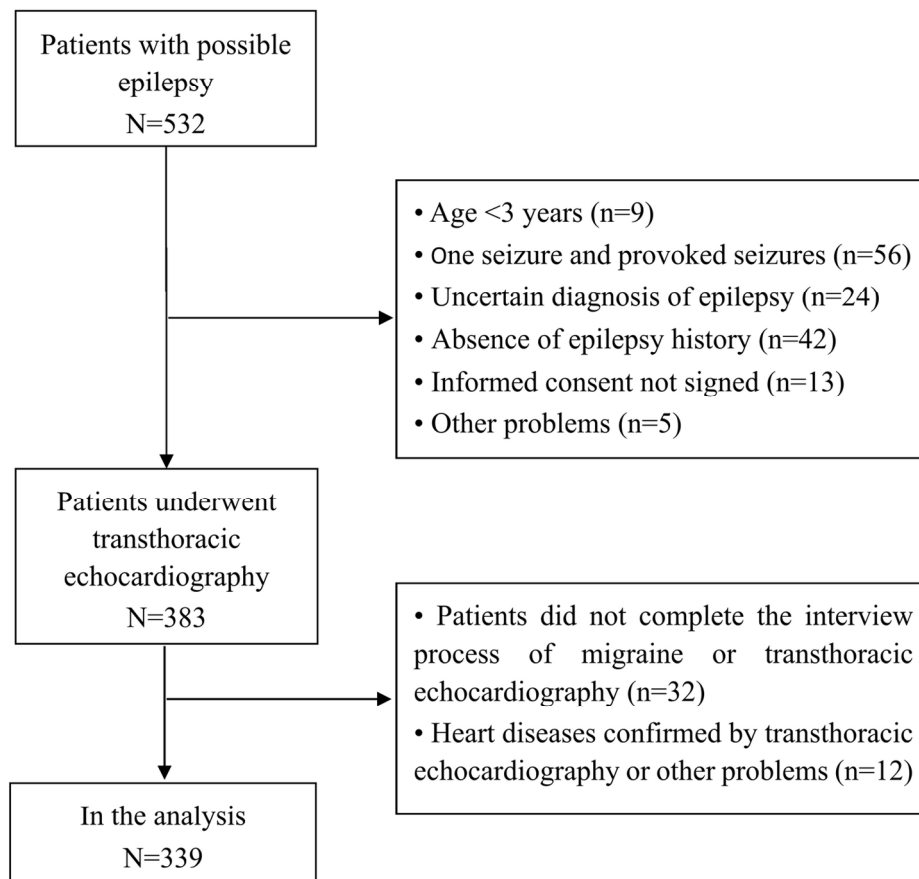 Patients with possible
epilepsy
N=532
• Age <3 years (n=9)
• One seizure and provoked seizures (n=56)
• Uncertain diagnosis of epilepsy (n=24)
• Absence of epilepsy history (n=42)
• Informed consent not signed (n=13)
• Other problems (n=5)
Patients underwent
transthoracic
echocardiography
N=383
• Patients did not complete the interview
process of migraine or transthoracic
echocardiography (n=32)
• Heart diseases confirmed by transthoracic
echocardiography or other problems (n=12)
In the analysis
N=339